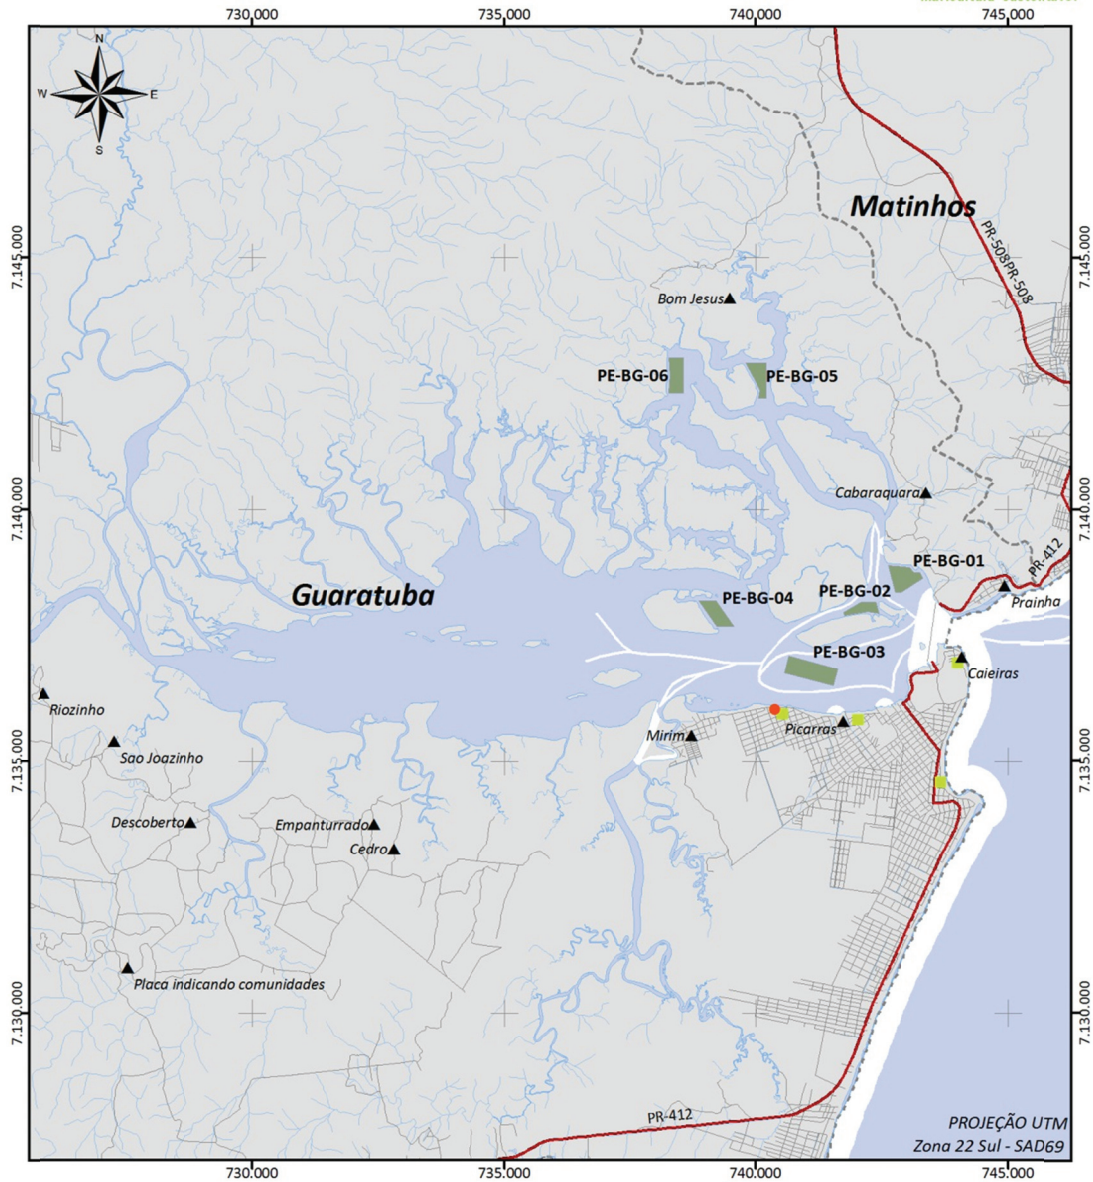 730.000 735.000 740.000 745.000
N
W E
S
Matinhos
PR-508 PR-508
7.145.000 7.145.000
Bom Jesus
PE-BG-06 PE-BG-05
Cabaraquara
7.140.000 7.140.000
PE-BG-01
PR-412
Guaratuba
PE-BG-04 PE-BG-02
Prainha
PE-BG-03
Caieiras
Riozinho
Picarras
Mirim
Sao Joazinho
7.135.000 7.135.000
Descoberto Empanturrado
Cedro
Placa indicando comunidades
7.130.000 7.130.000
PR-412
PROJEÇÃO UTM
Zona 22 Sul - SAD69
730.000 735.000 740.000 745.000